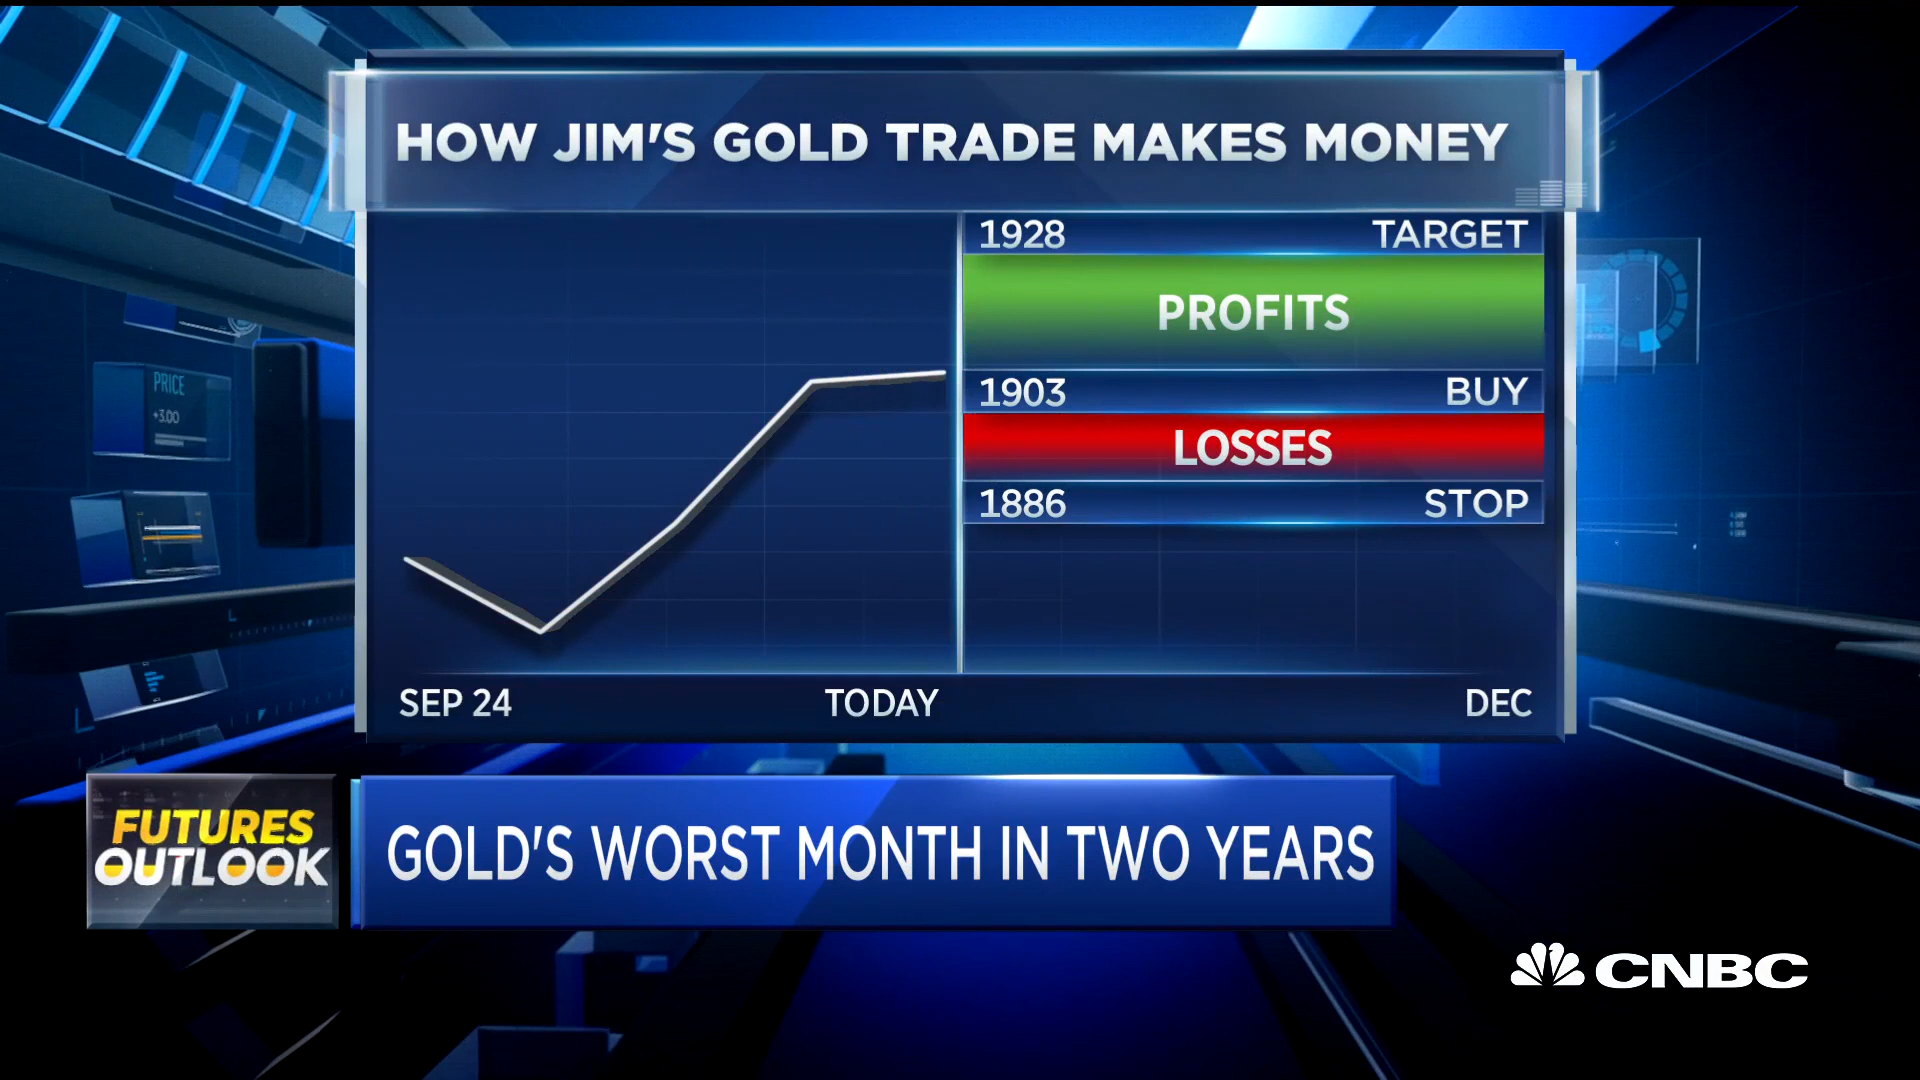 HOW JIM'S GOLD TRADE MAKES MONEY
1928 TARGET
PROFITS
1903 BUY
LOSSES
1886 STOP
SEP 24 TODAY DEC
PRICE
+3.00
FUTURES
OUTLOOK
GOLD'S WORST MONTH IN TWO YEARS
CNBC